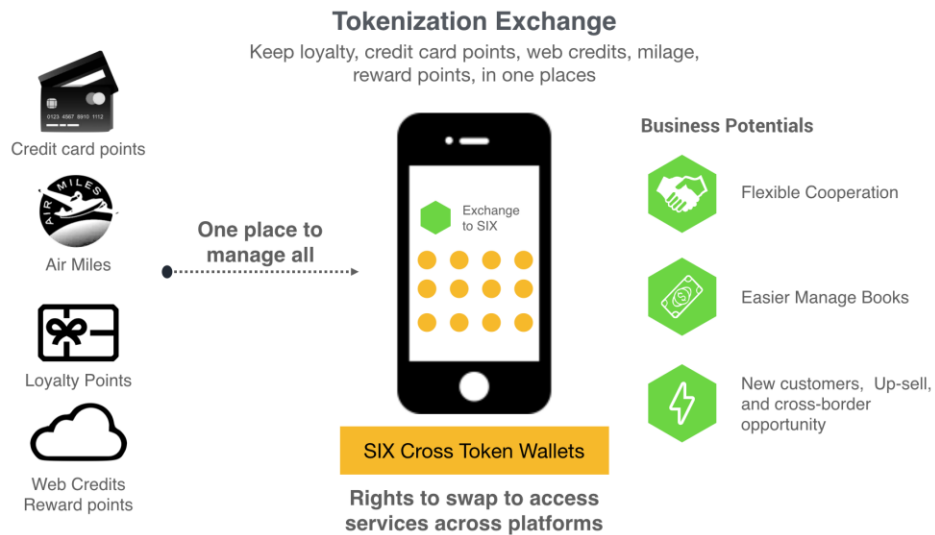 Tokenization Exchange
Keep loyalty, credit card points, web credits, milage,
reward points, in one places
0123 4567 8910 1112
Credit card points
AIR MILES
Air Miles
Loyalty Points
Web Credits
Reward points
One place to
manage all
Exchange
to SIX
SIX Cross Token Wallets
Rights to swap to access
services across platforms
Business Potentials
Flexible Cooperation
Easier Manage Books
New customers,  Up-sell,
and cross-border
opportunity